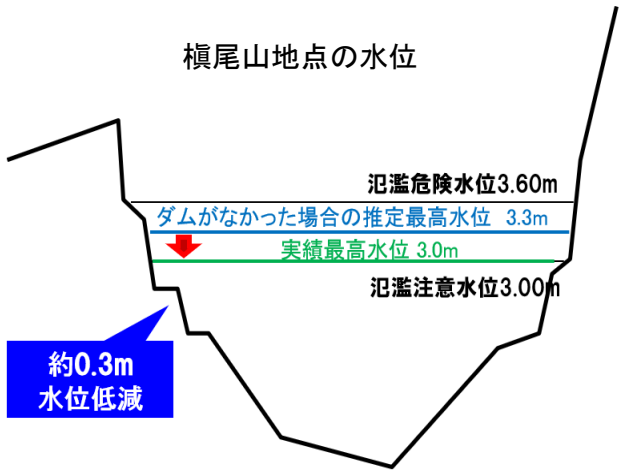 槇尾山地点の水位
氾濫危険水位3.60m
ダムがなかった場合の推定最高水位 3.3m
実績最高水位 3.0m
氾濫注意水位3.00m
約0.3m
水位低減